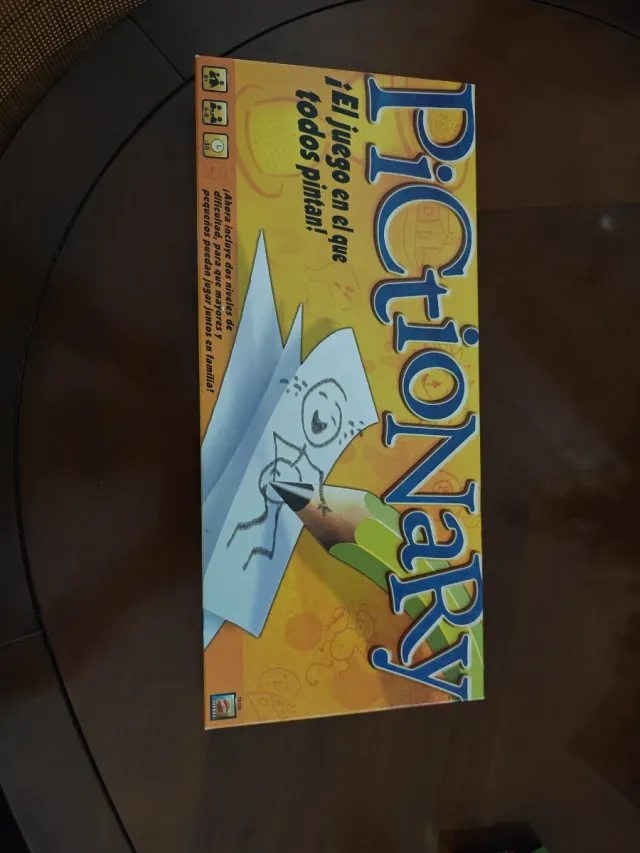 PiCtioNaRy
¡El juego en el que
todos pintan!
¡Ahora incluye dos niveles de
dificultad, para que mayores y
pequeños puedan jugar juntos en familia!